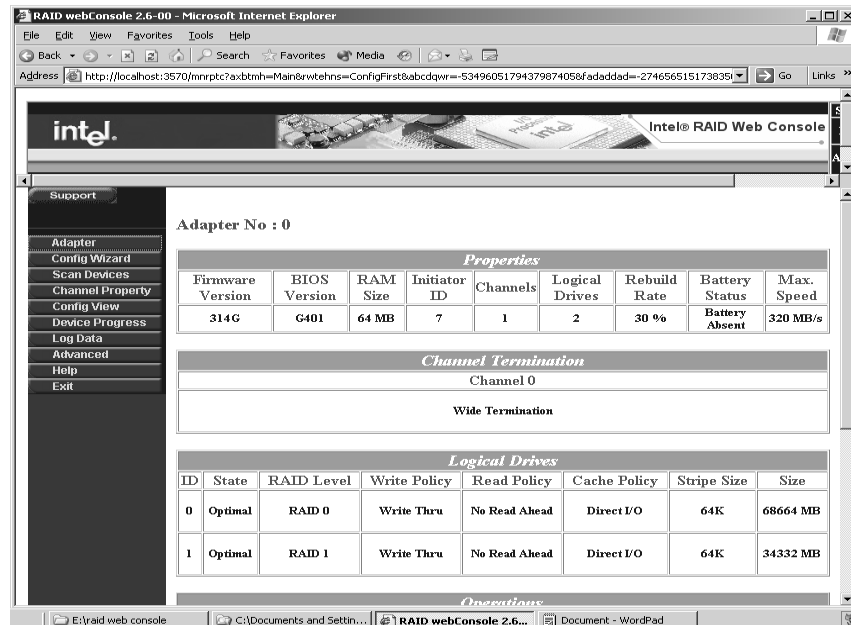 RAID webConsole 2.6-00 - Microsoft Internet Explorer
File Edit View Favorites Tools Help
Back Search Favorites Media
Address http://localhost:3570/mnrptc?axbtmh=Main&rwtehns=ConfigFirst&abcdqwr=-5349605179437987405&fadaddad=-274656515173835 Go Links »
intel.
Intel® RAID Web Console
Support
Adapter
Config Wizard
Scan Devices
Channel Property
Config View
Device Progress
Log Data
Advanced
Help
Exit
Adapter No : 0
Properties
Firmware Version BIOS Version RAM Size Initiator ID Channels Logical Drives Rebuild Rate Battery Status Max. Speed
314G G401 64 MB 7 1 2 30 % Battery Absent 320 MB/s
Channel Termination
Channel 0
Wide Termination
Logical Drives
ID State RAID Level Write Policy Read Policy Cache Policy Stripe Size Size
0 Optimal RAID 0 Write Thru No Read Ahead Direct I/O 64K 68664 MB
1 Optimal RAID 1 Write Thru No Read Ahead Direct I/O 64K 34332 MB
Operations
E:\raid web console C:\Documents and Settin... RAID webConsole 2.6... Document - WordPad